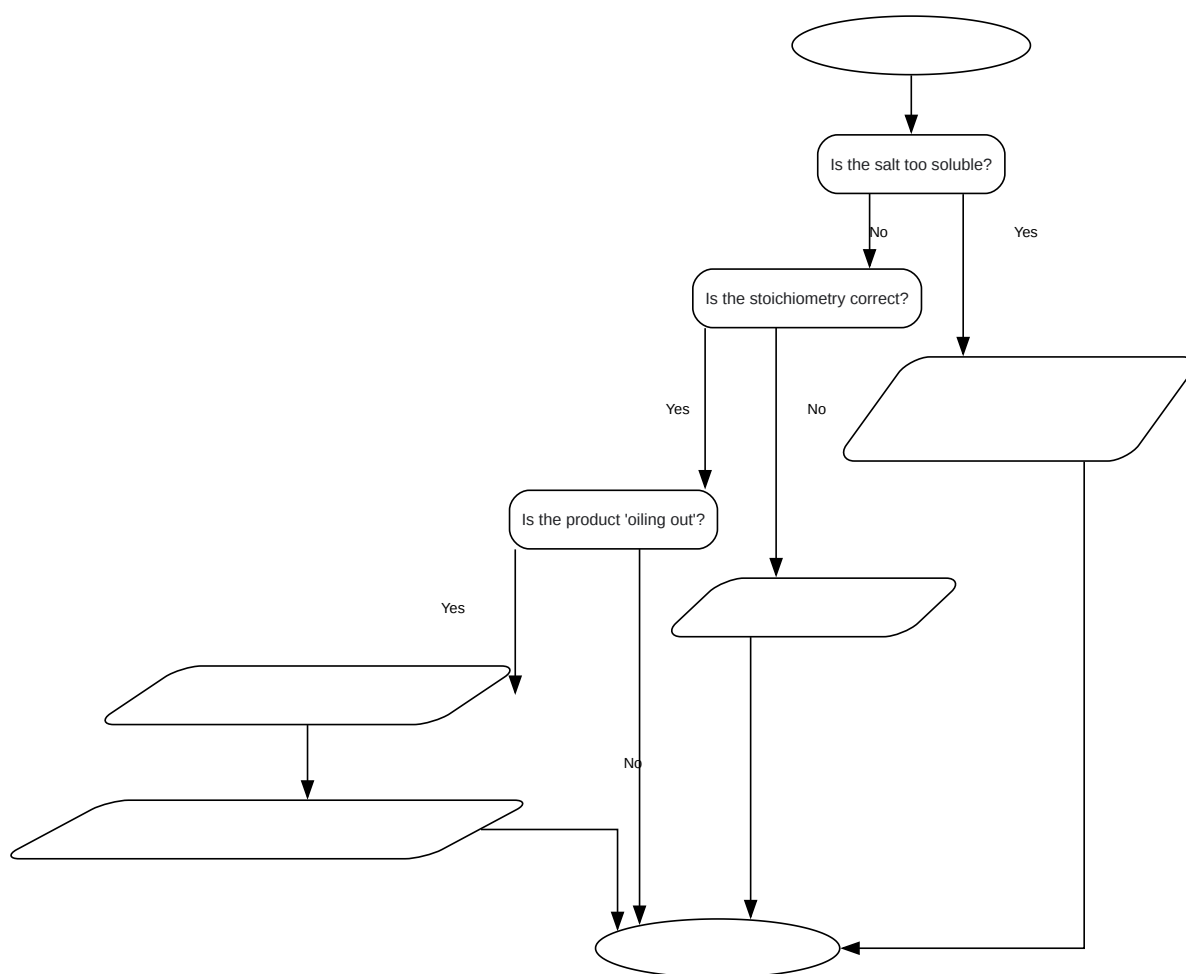 Is the salt too soluble?
No
Yes
Is the stoichiometry correct?
Yes
No
Is the product 'oiling out'?
Yes
No